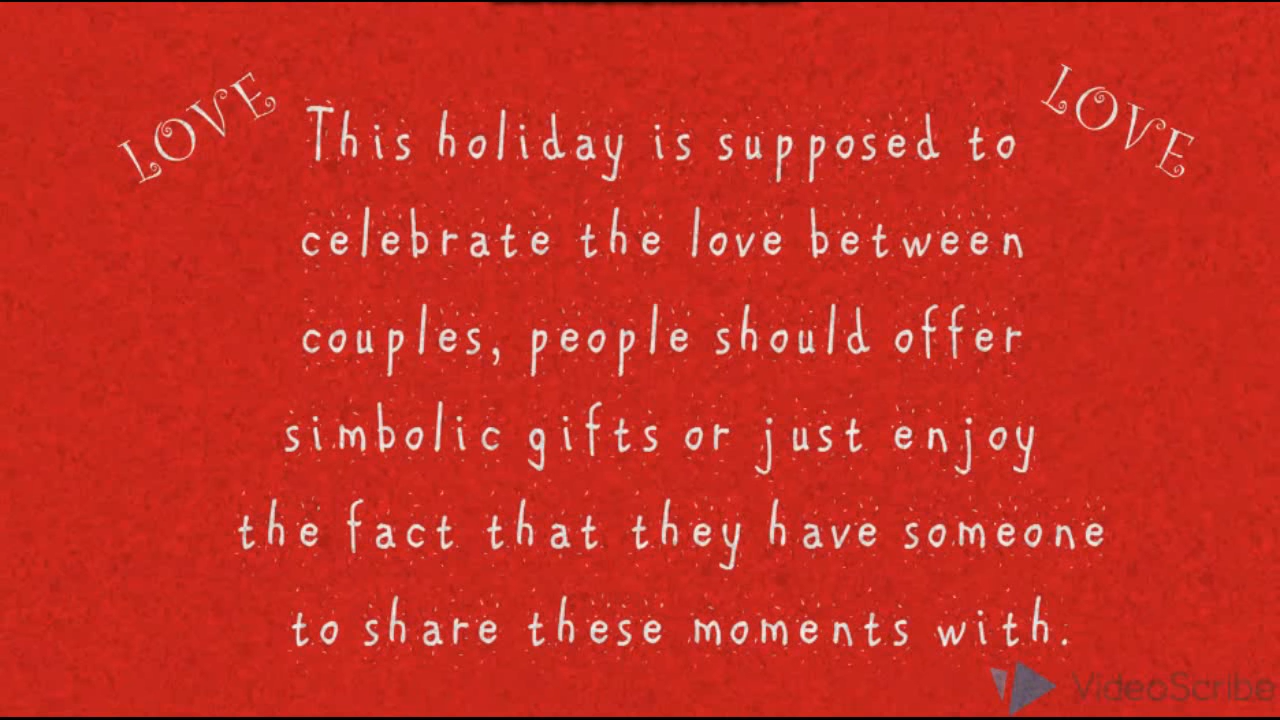 LOVE
LOVE
This holiday is supposed to
celebrate the love between
couples, people should offer
simbolic gifts or just enjoy
the fact that they have someone
to share these moments with.
VideoScribe